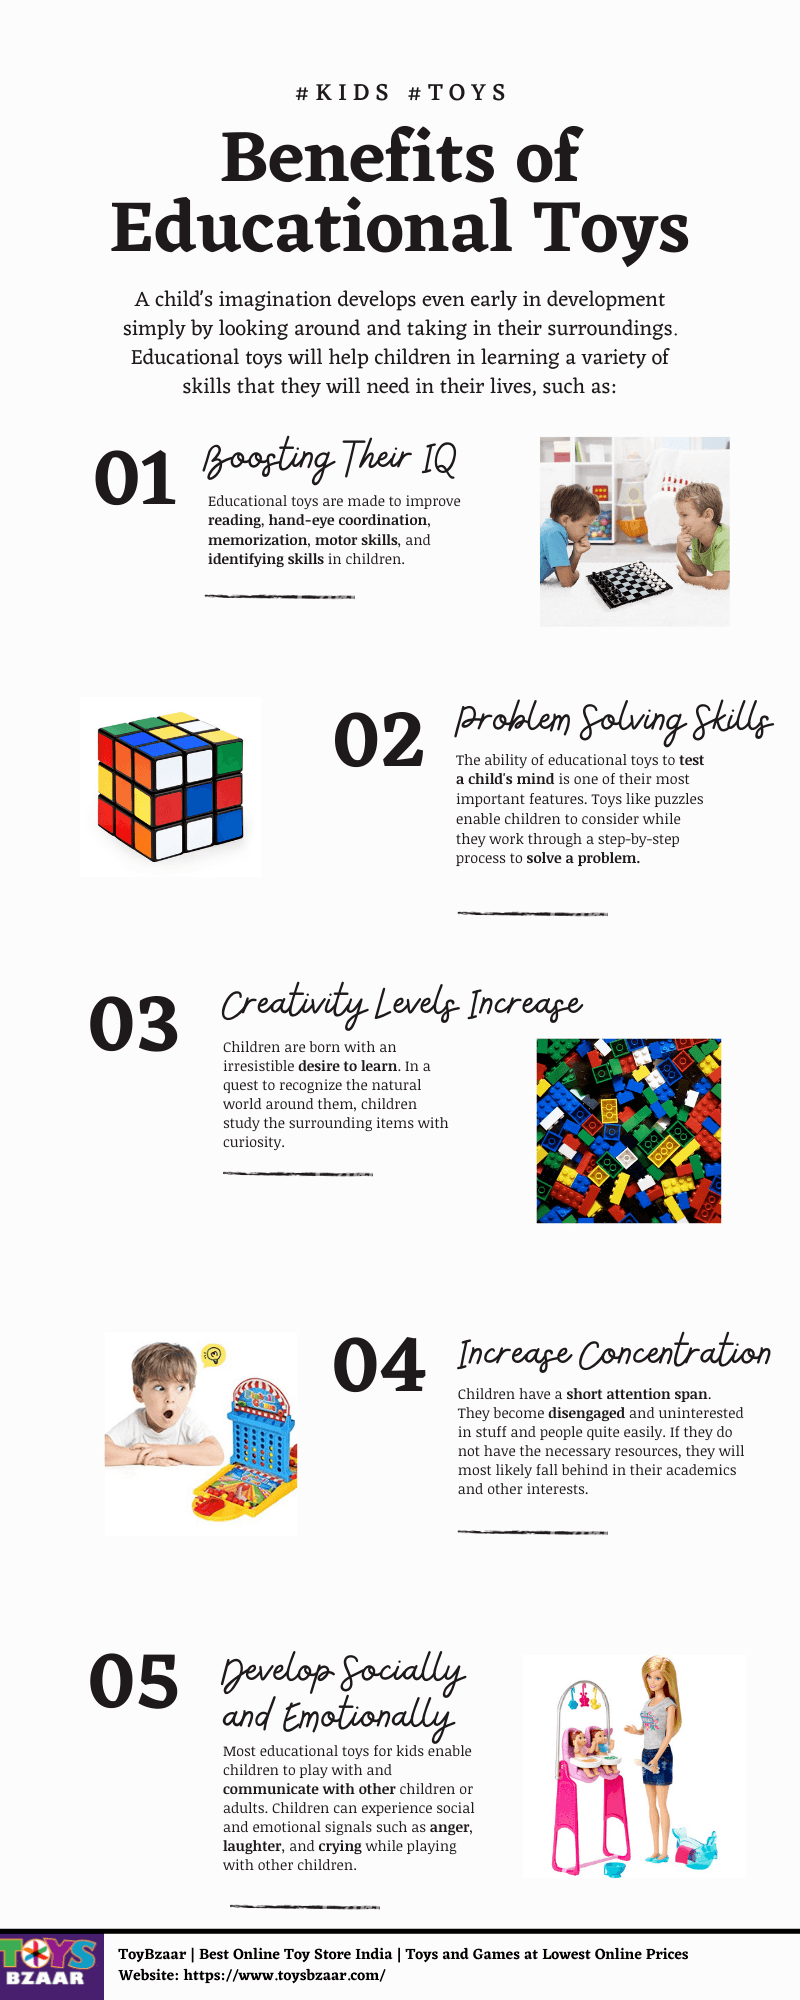 #KIDS #TOYS
Benefits of
Educational Toys
A child's imagination develops even early in development
simply by looking around and taking in their surroundings.
Educational toys will help children in learning a variety of
skills that they will need in their lives, such as:
01
Boosting Their IQ
Educational toys are made to improve
reading, hand-eye coordination,
memorization, motor skills, and
identifying skills in children.
02
Problem Solving Skills
The ability of educational toys to test
a child's mind is one of their most
important features. Toys like puzzles
enable children to consider while
they work through a step-by-step
process to solve a problem.
03
Creativity Levels Increase
Children are born with an
irresistible desire to learn. In a
quest to recognize the natural
world around them, children
study the surrounding items with
curiosity.
04
Increase Concentration
Children have a short attention span.
They become disengaged and uninterested
in stuff and people quite easily. If they do
not have the necessary resources, they will
most likely fall behind in their academics
and other interests.
05
Develop Socially
and Emotionally
Most educational toys for kids enable
children to play with and
communicate with other children or
adults. Children can experience social
and emotional signals such as anger,
laughter, and crying while playing
with other children.
TOYS
BZAAR
ToyBzaar | Best Online Toy Store India | Toys and Games at Lowest Online Prices
Website: https://www.toysbzaar.com/